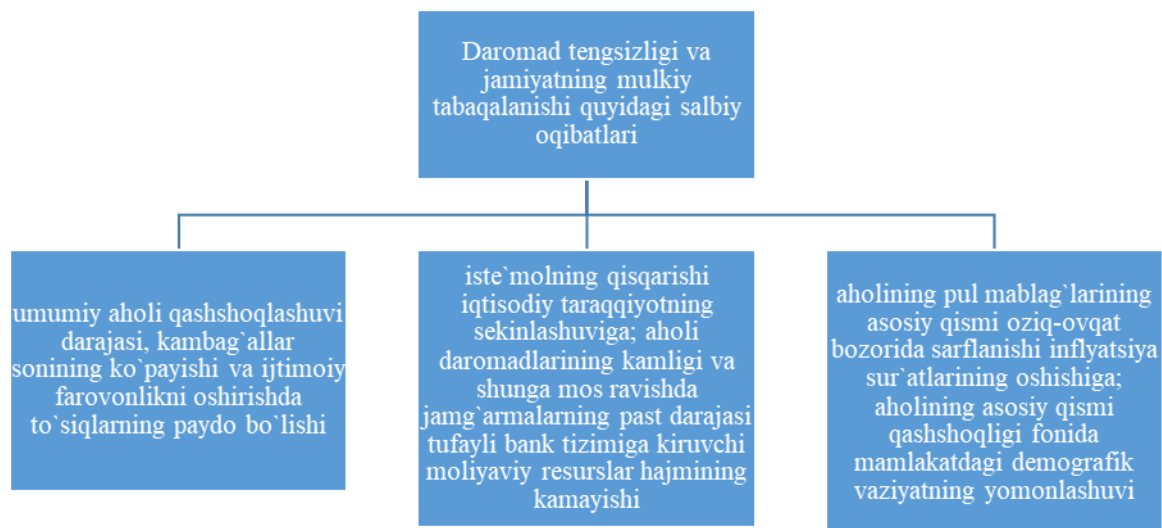 Daromad tengsizligi va
jamiyatning mulkiy
tabaqalanishi quyidagi salbiy
oqibatlari
umumiy aholi qashshoqlashuvi
darajasi, kambag`allar
sonining ko`payishi va ijtimoiy
farovonlikni oshirishda
to`siqlarning paydo bo`lishi
iste`molning qisqarishi
iqtisodiy taraqqiyotning
sekinlashuviga; aholi
daromadlarining kamligi va
shunga mos ravishda
jamg`armalarning past darajasi
tufayli bank tizimiga kiruvchi
moliyaviy resurslar hajmining
kamayishi
aholining pul mablag`larining
asosiy qismi oziq-ovqat
bozorida sarflanishi inflyatsiya
sur`atlarining oshishiga;
aholining asosiy qismi
qashshoqligi fonida
mamlakatdagi demografik
vaziyatning yomonlashuvi